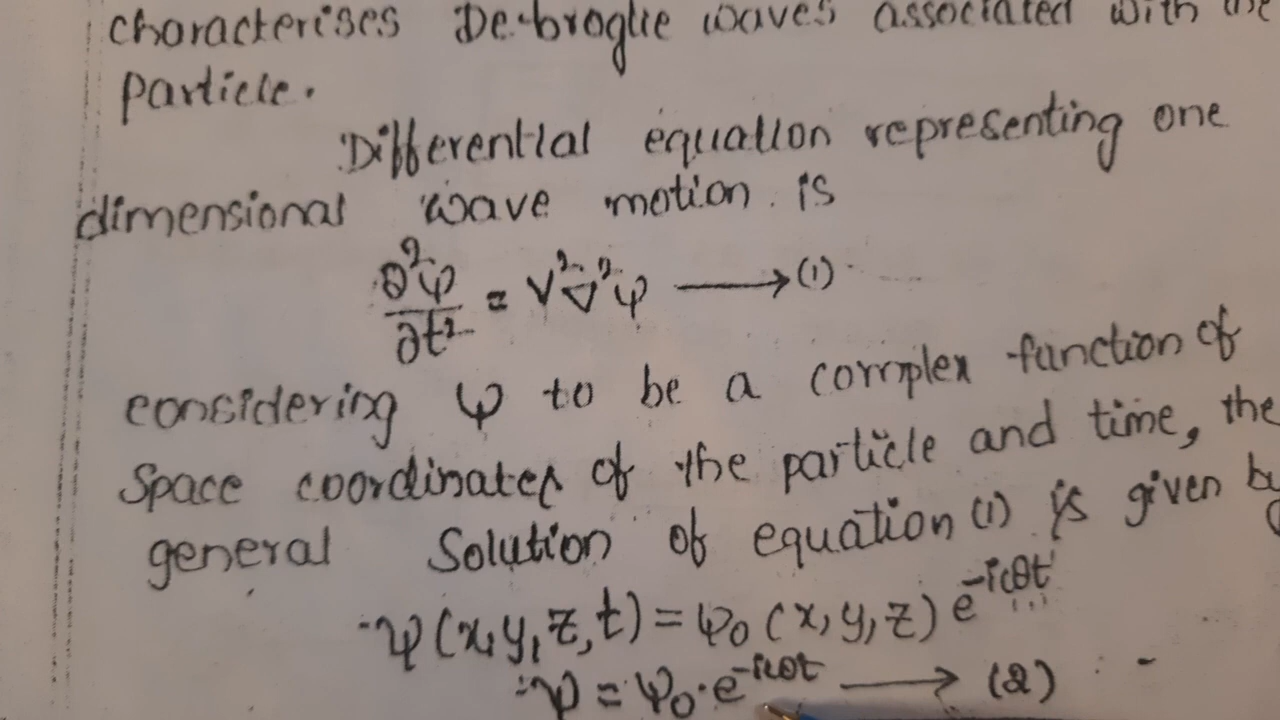 characterises De-broglie waves associated with the
particle.
Differential equation representing one
dimensional wave motion is
∂²ψ/∂t² = V²∇²ψ ⟶ (1)
considering ψ to be a complex function of
space coordinates of the particle and time, the
general solution of equation (1) is given by
ψ(x,y,z,t) = ψ₀(x,y,z) e^-iωt
ψ = ψ₀·e^-iωt ⟶ (2)